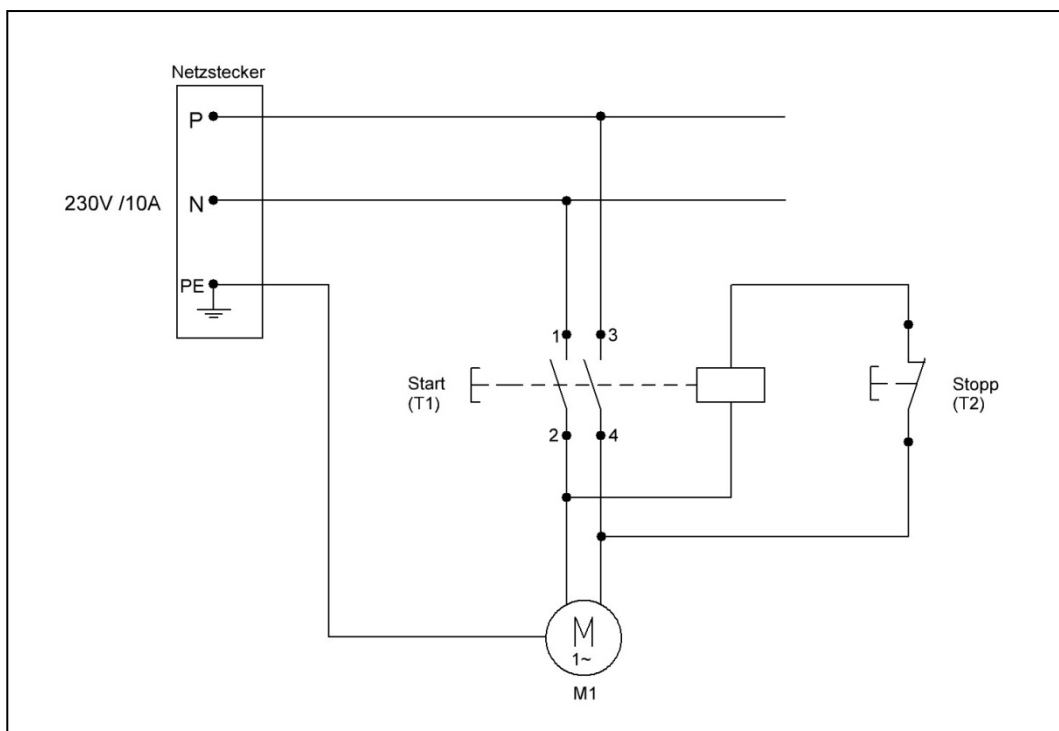 Netzstecker
P
N
230V /10A
PE
1
3
Start
(T1)
Stopp
(T2)
2
4
M
1~
M1